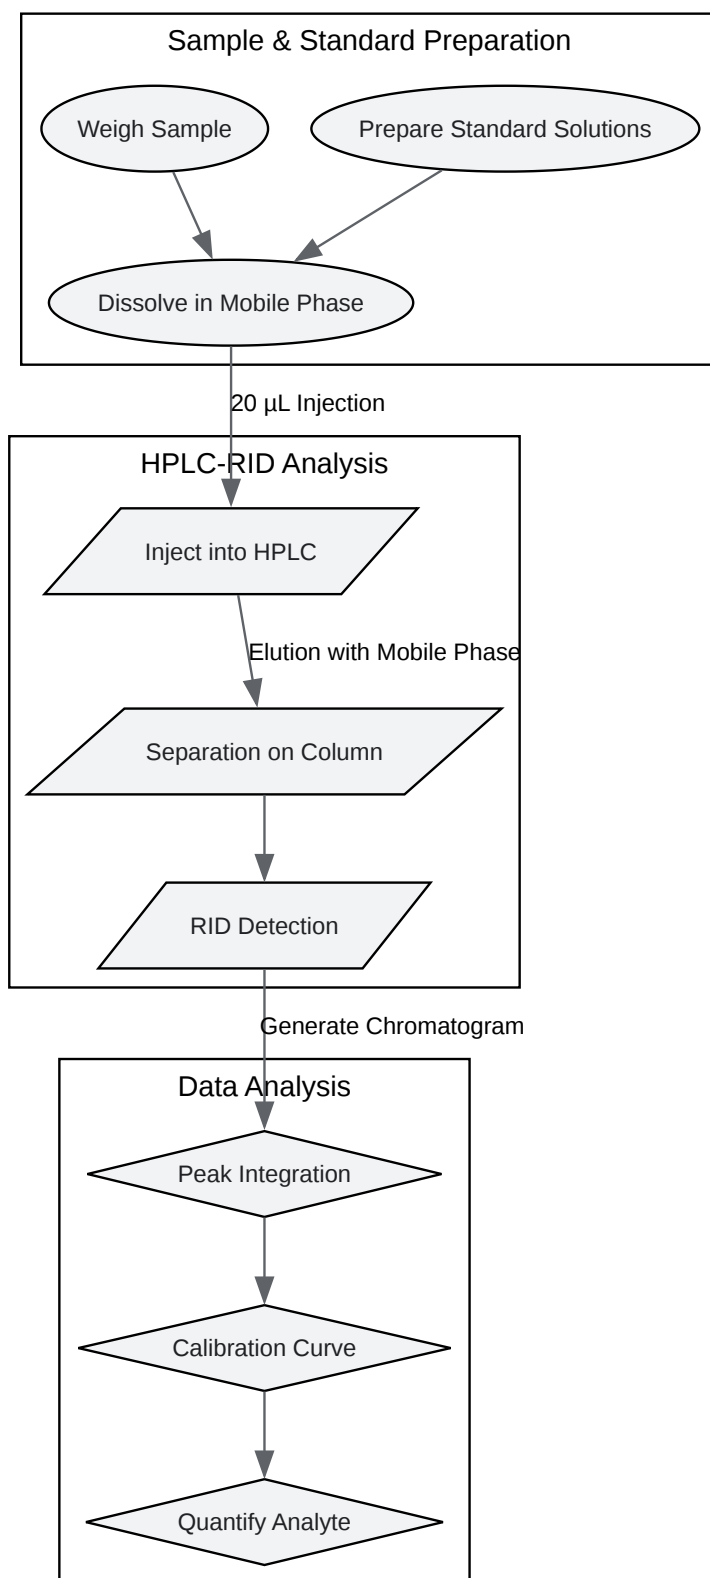 Sample & Standard Preparation
Weigh Sample
Prepare Standard Solutions
Dissolve in Mobile Phase
20 µL Injection
HPLC-RID Analysis
Inject into HPLC
Elution with Mobile Phase
Separation on Column
RID Detection
Generate Chromatogram
Data Analysis
Peak Integration
Calibration Curve
Quantify Analyte